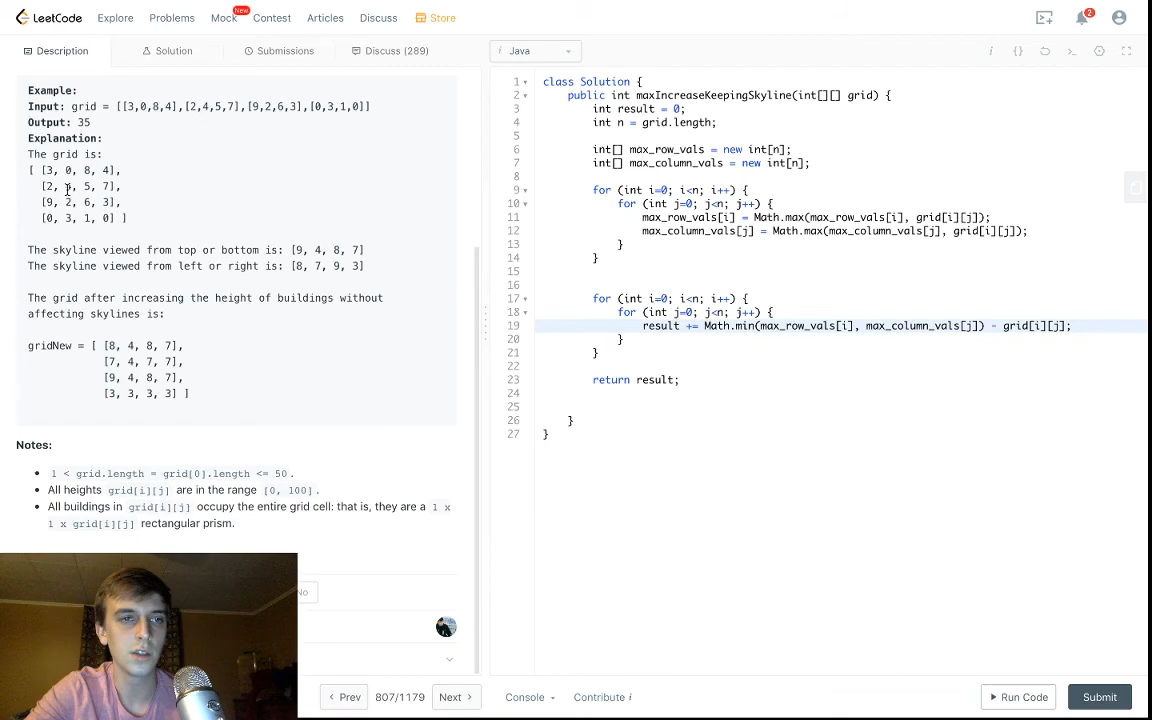 LeetCode Explore Problems Mock New Contest Articles Discuss Store 2
Description Solution Submissions Discuss (289)
i Java i {} >_
Example:
Input: grid = [[3,0,8,4],[2,4,5,7],[9,2,6,3],[0,3,1,0]]
Output: 35
Explanation:
The grid is:
[ [3, 0, 8, 4],
[2, 4, 5, 7],
[9, 2, 6, 3],
[0, 3, 1, 0] ]
The skyline viewed from top or bottom is: [9, 4, 8, 7]
The skyline viewed from left or right is: [8, 7, 9, 3]
The grid after increasing the height of buildings without
affecting skylines is:
gridNew = [ [8, 4, 8, 7],
[7, 4, 7, 7],
[9, 4, 8, 7],
[3, 3, 3, 3] ]
Notes:
• 1 < grid.length = grid[0].length <= 50.
• All heights grid[i][j] are in the range [0, 100].
• All buildings in grid[i][j] occupy the entire grid cell: that is, they are a 1 x
1 x grid[i][j] rectangular prism.
No
1 class Solution {
2 public int maxIncreaseKeepingSkyline(int[][] grid) {
3 int result = 0;
4 int n = grid.length;
5
6 int[] max_row_vals = new int[n];
7 int[] max_column_vals = new int[n];
8
9 for (int i=0; i<n; i++) {
10 for (int j=0; j<n; j++) {
11 max_row_vals[i] = Math.max(max_row_vals[i], grid[i][j]);
12 max_column_vals[j] = Math.max(max_column_vals[j], grid[i][j]);
13 }
14 }
15
16
17 for (int i=0; i<n; i++) {
18 for (int j=0; j<n; j++) {
19 result += Math.min(max_row_vals[i], max_column_vals[j]) - grid[i][j];
20 }
21 }
22
23 return result;
24
25
26 }
27 }
Prev 807/1179 Next Console Contribute i Run Code Submit